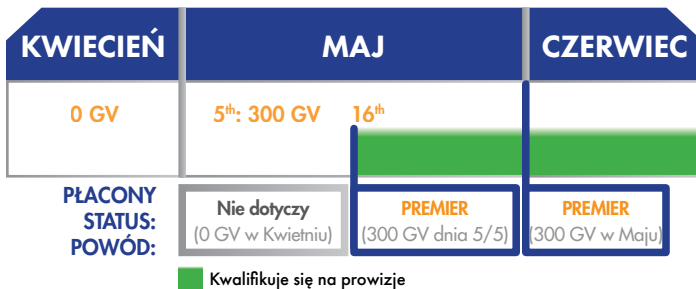 KWIECIEŃ MAJ CZERWIEC
0 GV 5th: 300 GV 16th
PŁACONY
STATUS:
POWÓD:
Nie dotyczy
(0 GV w Kwietniu)
PREMIER
(300 GV dnia 5/5)
PREMIER
(300 GV w Maju)
Kwalifikuje się na prowizje